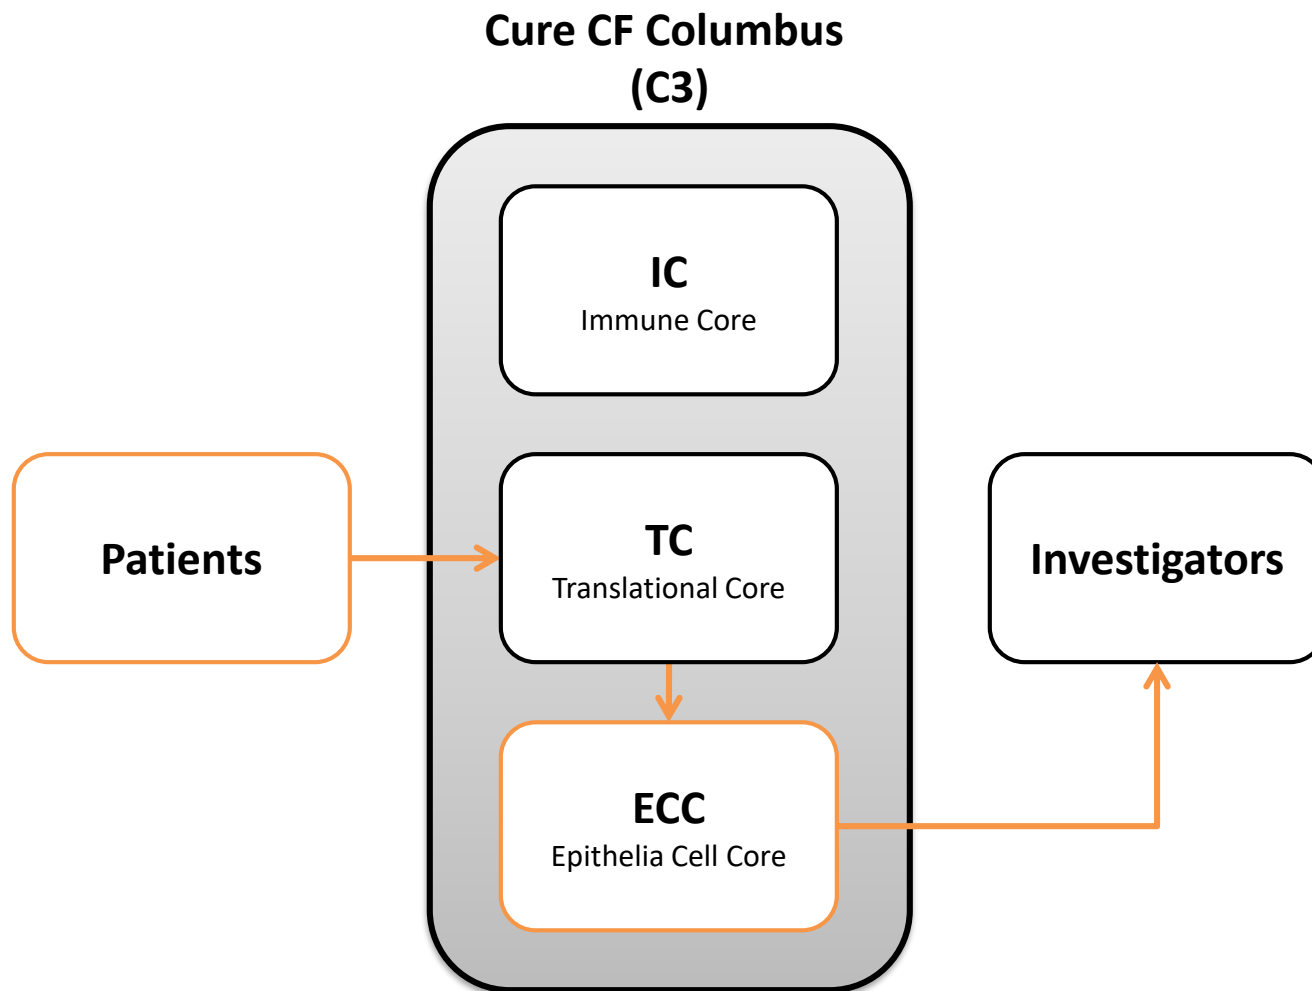 Cure CF Columbus
(C3)
IC
Immune Core
Patients
TC
Translational Core
Investigators
ECC
Epithelia Cell Core